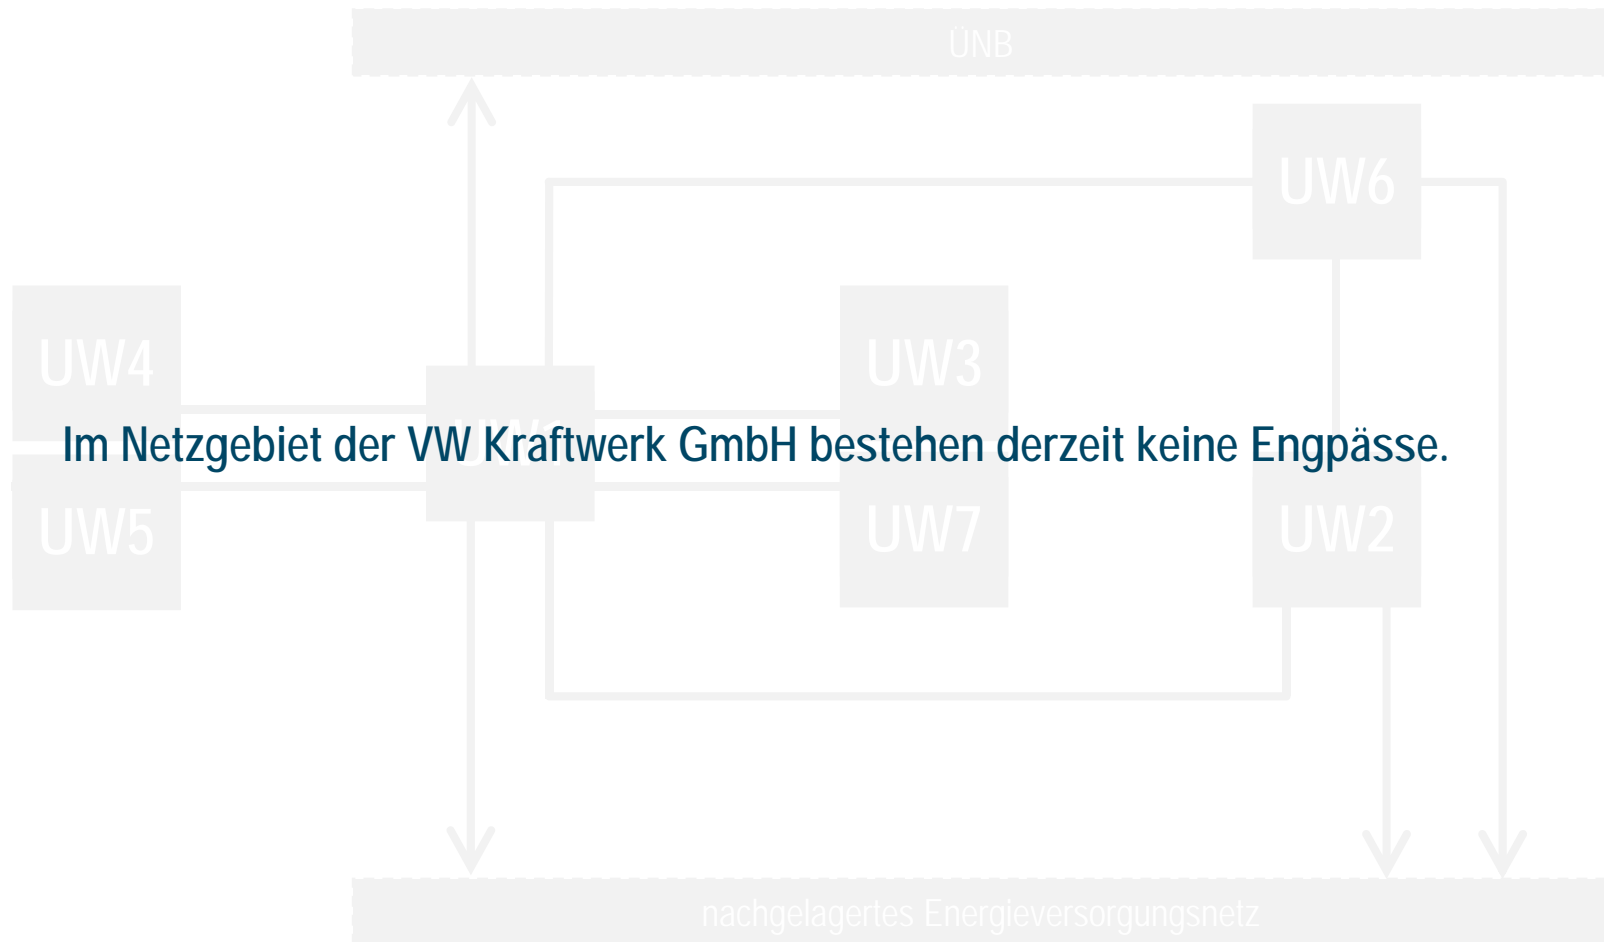 ÜNB
UW6
UW4
UW3
UW1
Im Netzgebiet der VW Kraftwerk GmbH bestehen derzeit keine Engpässe.
UW5
UW7
UW2
nachgelagertes Energieversorgungsnetz